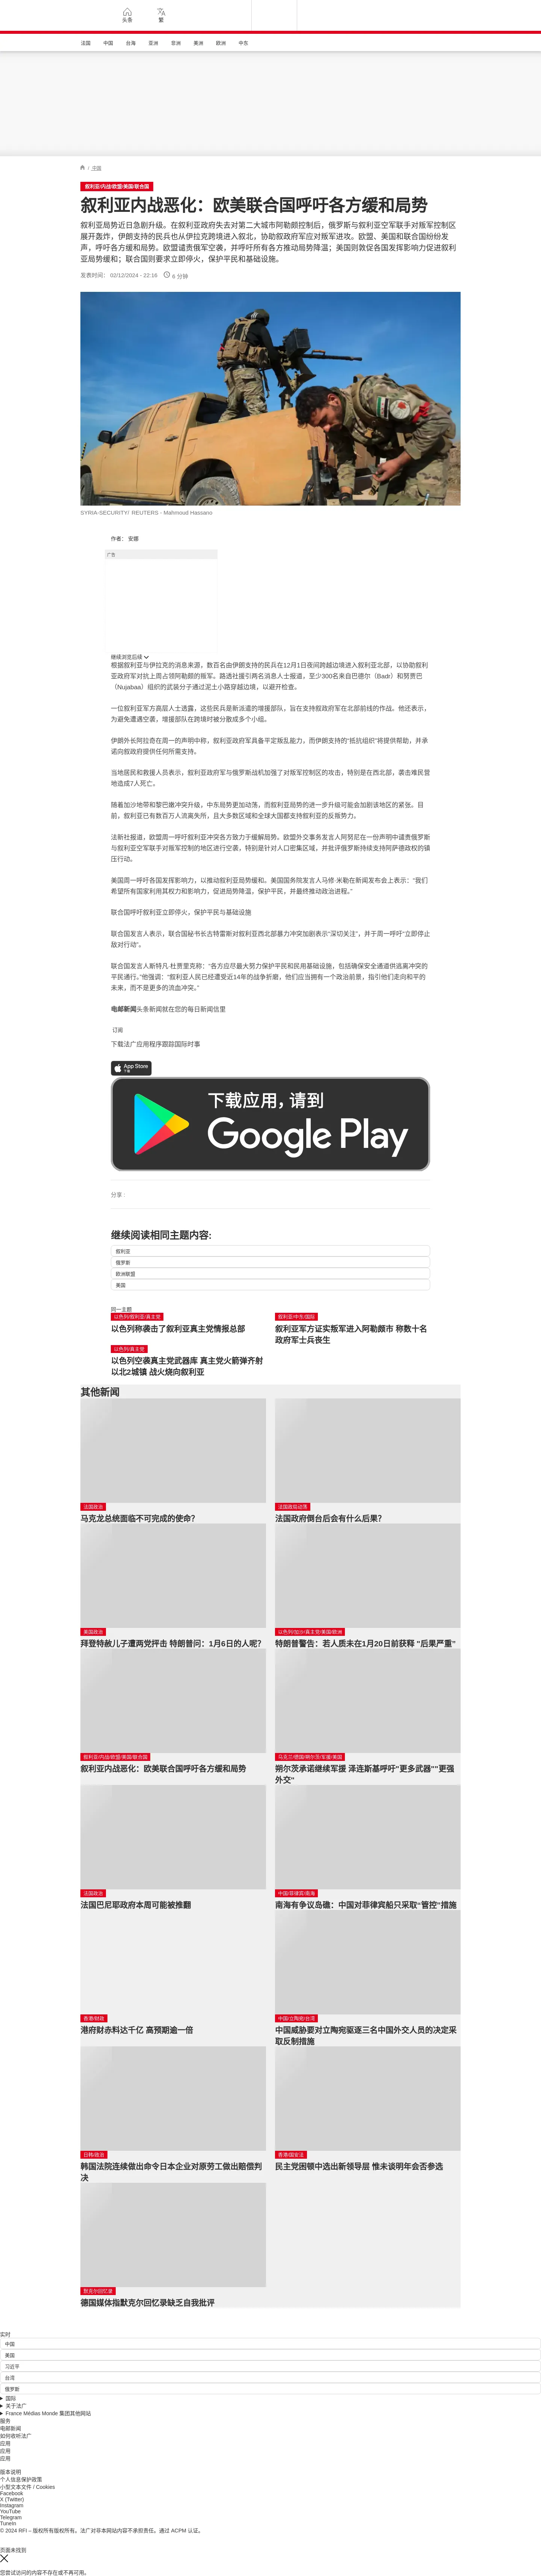 头条
繁
法国
中国
台海
亚洲
非洲
美洲
欧洲
中东
/ 中国
叙利亚/内战/欧盟/美国/联合国
叙利亚内战恶化：欧美联合国呼吁各方缓和局势
叙利亚局势近日急剧升级。在叙利亚政府失去对第二大城市阿勒颇控制后，俄罗斯与叙利亚空军联手对叛军控制区
展开轰炸，伊朗支持的民兵也从伊拉克跨境进入叙北，协助叙政府军应对叛军进攻。欧盟、美国和联合国纷纷发
声，呼吁各方缓和局势。欧盟谴责俄军空袭，并呼吁所有各方推动局势降温；美国则敦促各国发挥影响力促进叙利
亚局势缓和；联合国则要求立即停火，保护平民和基础设施。
发表时间： 02/12/2024 - 22:16 6 分钟
SYRIA-SECURITY/ REUTERS - Mahmoud Hassano
作者： 安娜
广告
继续浏览后续
根据叙利亚与伊拉克的消息来源，数百名由伊朗支持的民兵在12月1日夜间跨越边境进入叙利亚北部，以协助叙利
亚政府军对抗上周占领阿勒颇的叛军。路透社援引两名消息人士报道，至少300名来自巴德尔（Badr）和努贾巴
（Nujabaa）组织的武装分子通过泥土小路穿越边境，以避开检查。
一位叙利亚军方高层人士透露，这些民兵是新派遣的增援部队，旨在支持叙政府军在北部前线的作战。他还表示，
为避免遭遇空袭，增援部队在跨境时被分散成多个小组。
伊朗外长阿拉奇在周一的声明中称，叙利亚政府军具备平定叛乱能力，而伊朗支持的“抵抗组织”将提供帮助，并承
诺向叙政府提供任何所需支持。
当地居民和救援人员表示，叙利亚政府军与俄罗斯战机加强了对叛军控制区的攻击，特别是在西北部，袭击难民营
地造成7人死亡。
随着加沙地带和黎巴嫩冲突升级，中东局势更加动荡，而叙利亚局势的进一步升级可能会加剧该地区的紧张。目
前，叙利亚已有数百万人流离失所，且大多数区域和全球大国都支持叙利亚的反叛势力。
法新社报道，欧盟周一呼吁叙利亚冲突各方致力于缓解局势。欧盟外交事务发言人阿努尼在一份声明中谴责俄罗斯
与叙利亚空军联手对叛军控制的地区进行空袭，特别是针对人口密集区域，并批评俄罗斯持续支持阿萨德政权的镇
压行动。
美国周一呼吁各国发挥影响力，以推动叙利亚局势缓和。美国国务院发言人马修·米勒在新闻发布会上表示：“我们
希望所有国家利用其权力和影响力，促进局势降温，保护平民，并最终推动政治进程。”
联合国呼吁叙利亚立即停火，保护平民与基础设施
联合国发言人表示，联合国秘书长古特雷斯对叙利亚西北部暴力冲突加剧表示“深切关注”，并于周一呼吁“立即停止
敌对行动”。
联合国发言人斯特凡·杜贾里克称：“各方应尽最大努力保护平民和民用基础设施，包括确保安全通道供逃离冲突的
平民通行。”他强调：“叙利亚人民已经遭受近14年的战争折磨，他们应当拥有一个政治前景，指引他们走向和平的
未来，而不是更多的流血冲突。”
电邮新闻头条新闻就在您的每日新闻信里
订阅
下载法广应用程序跟踪国际时事
App Store
下载应用，请到
Google Play
分享 :
继续阅读相同主题内容:
叙利亚
俄罗斯
欧洲联盟
美国
同一主题
以色列/叙利亚/真主党
以色列称袭击了叙利亚真主党情报总部
叙利亚/中东/国际
叙利亚军方证实叛军进入阿勒颇市 称数十名
政府军士兵丧生
以色列/真主党
以色列空袭真主党武器库 真主党火箭弹齐射
以北2城镇 战火烧向叙利亚
其他新闻
法国政治
马克龙总统面临不可完成的使命?
法国政局动荡
法国政府倒台后会有什么后果?
美国政治
拜登特赦儿子遭两党抨击 特朗普问：1月6日的人呢?
以色列/加沙/真主党/美国/欧洲
特朗普警告：若人质未在1月20日前获释 "后果严重"
叙利亚/内战/欧盟/美国/联合国
叙利亚内战恶化：欧美联合国呼吁各方缓和局势
乌克兰/德国/朔尔茨/军援/美国
朔尔茨承诺继续军援 泽连斯基呼吁"更多武器""更强
外交"
法国政治
法国巴尼耶政府本周可能被推翻
中国/菲律宾/南海
南海有争议岛礁：中国对菲律宾船只采取“管控”措施
香港/财政
港府财赤料达千亿 高预期逾一倍
中国/立陶宛/台湾
中国威胁要对立陶宛驱逐三名中国外交人员的决定采
取反制措施
日韩/政治
韩国法院连续做出命令日本企业对原劳工做出赔偿判
决
香港/国安法
民主党困顿中选出新领导层 惟未谈明年会否参选
默克尔回忆录
德国媒体指默克尔回忆录缺乏自我批评
实时
中国
美国
习近平
台湾
俄罗斯
国际
关于法广
France Médias Monde 集团其他网站
服务
电邮新闻
如何收听法广
应用
应用
应用
版本说明
个人信息保护政策
小型文本文件 / Cookies
Facebook
X (Twitter)
Instagram
YouTube
Telegram
TuneIn
© 2024 RFI – 版权所有版权所有。法广对非本网站内容不承担责任。通过 ACPM 认证。
页面未找到
您尝试访问的内容不存在或不再可用。